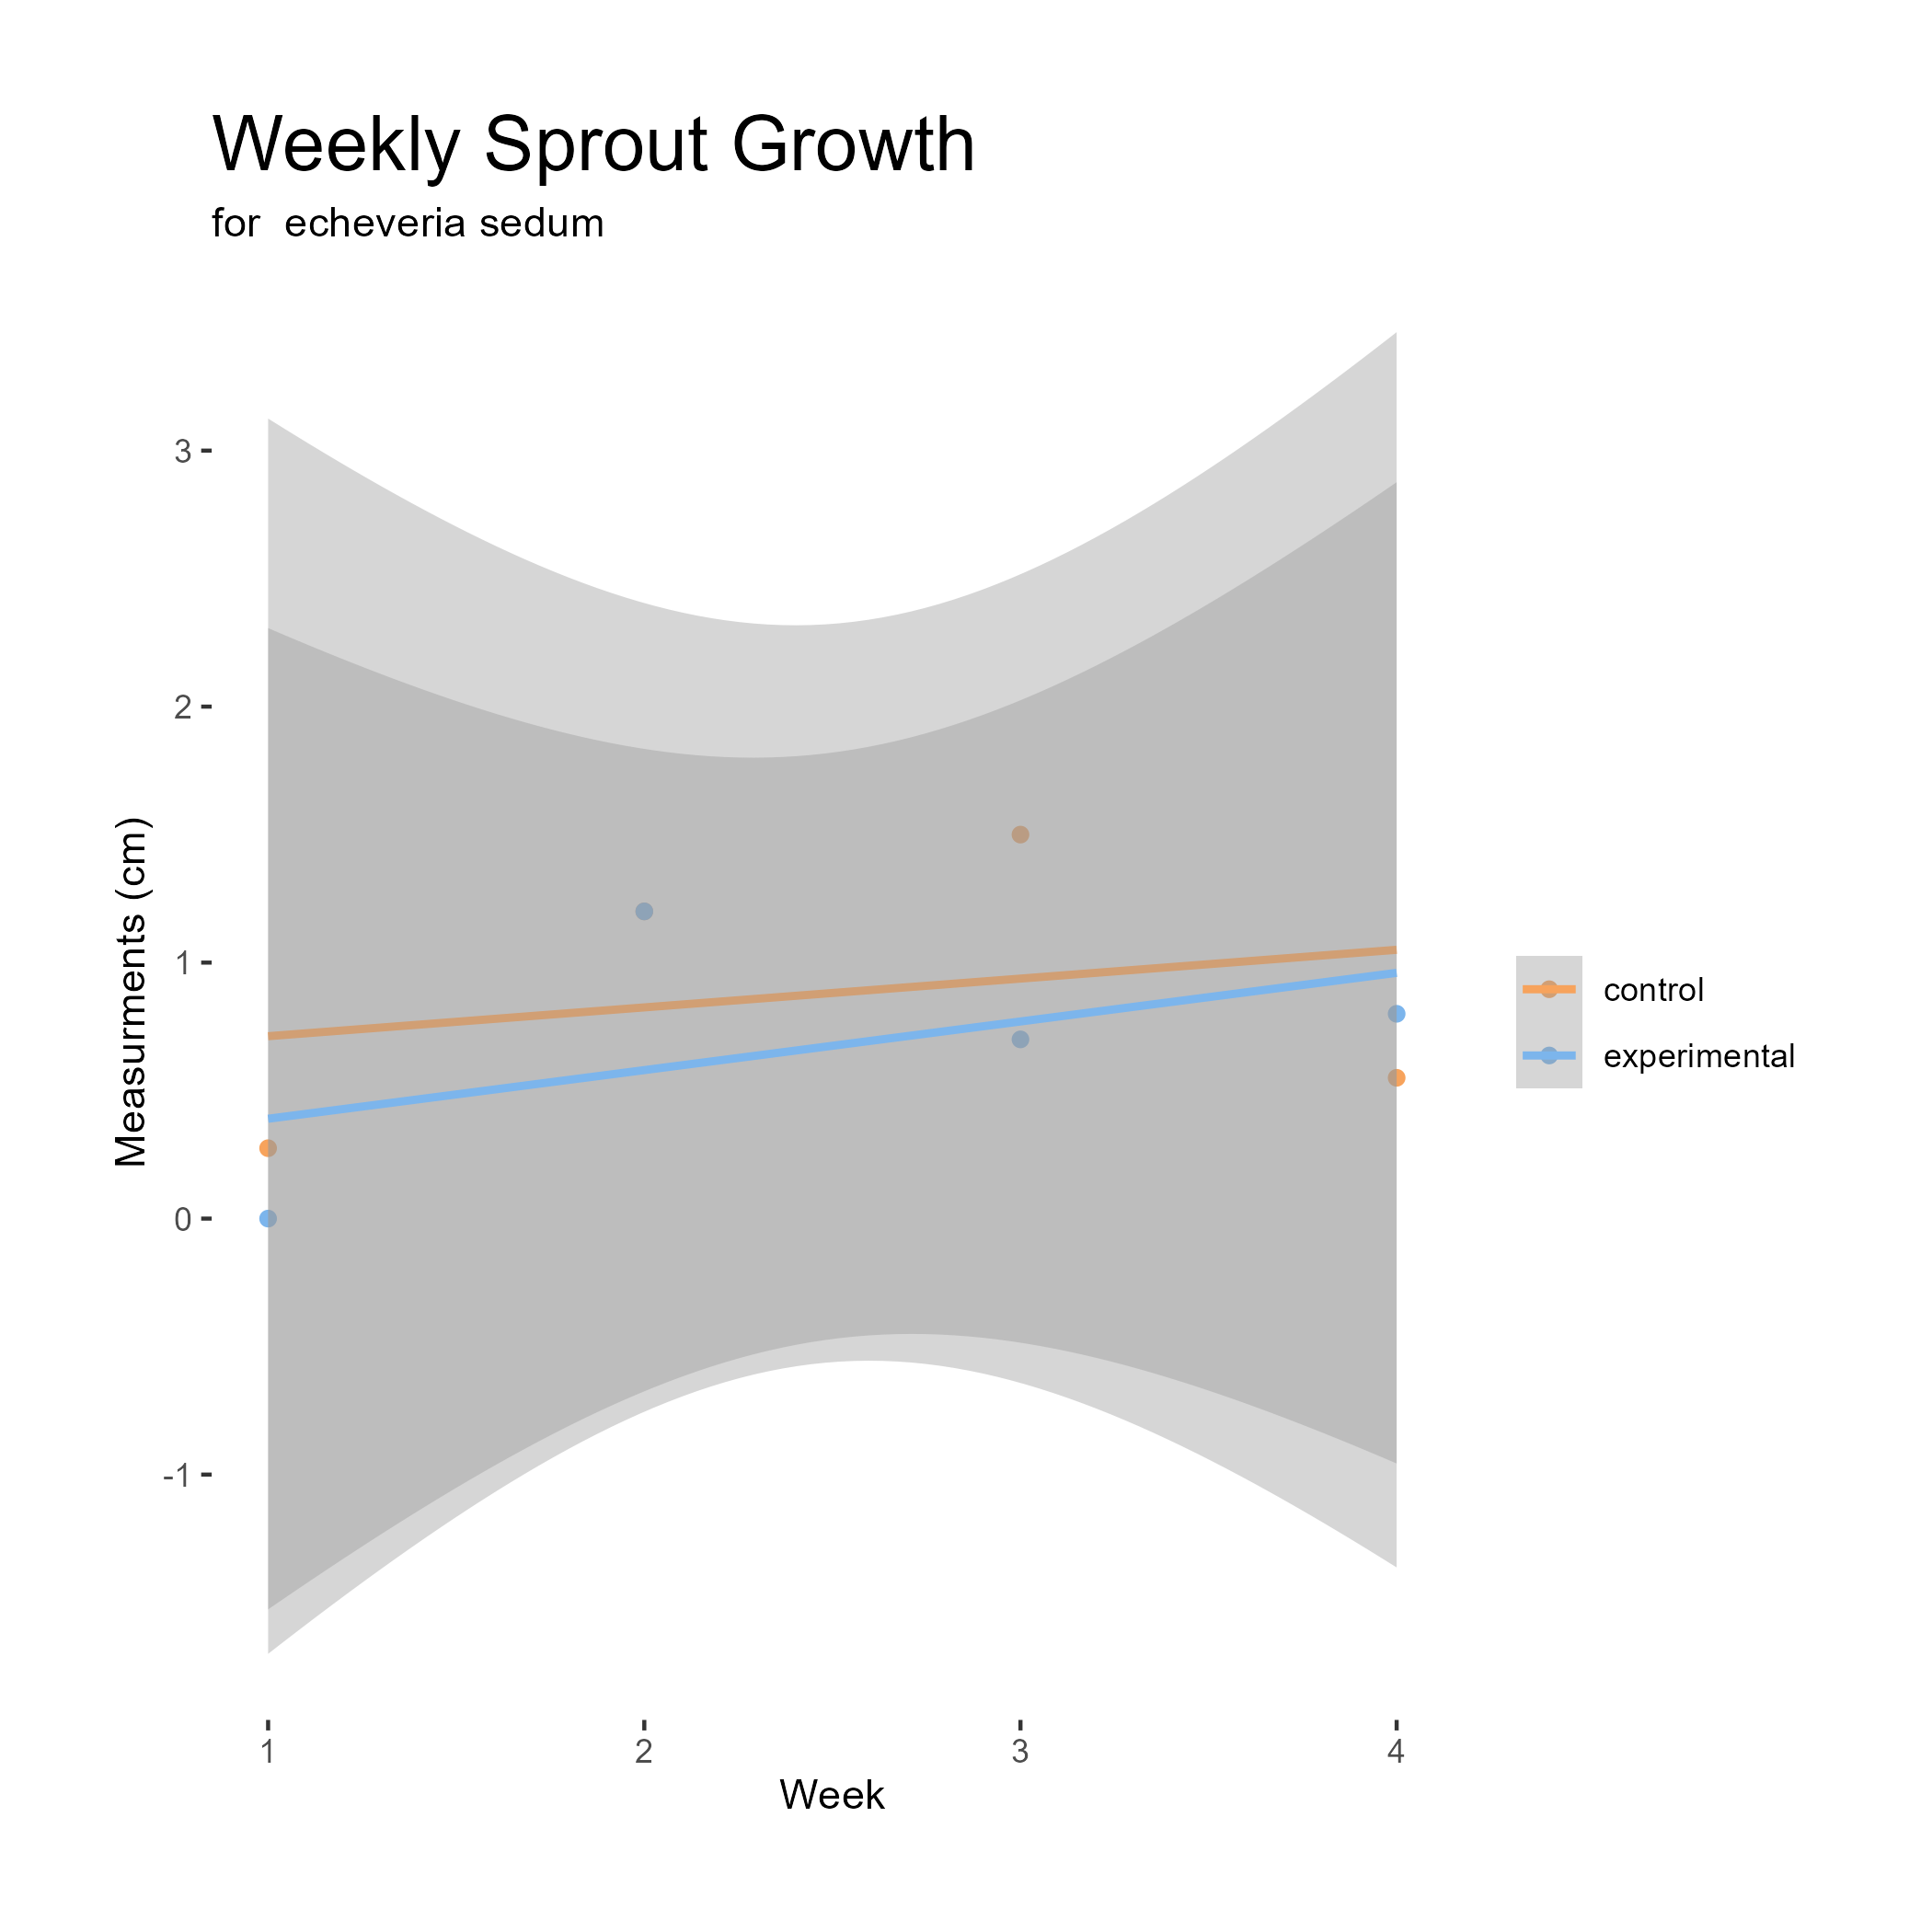 Weekly Sprout Growth
for  echeveria sedum
Measurments (cm)
3
2
1
0
-1
1
2
3
4
Week
control
experimental